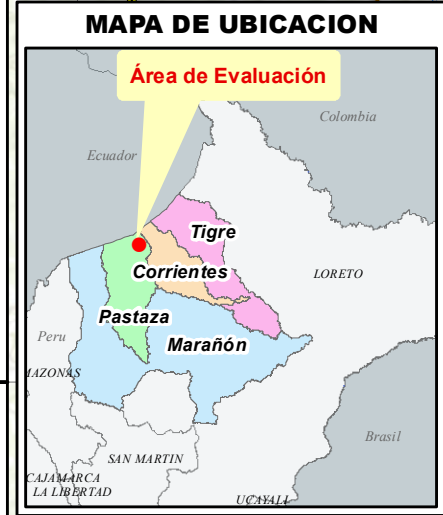 MAPA DE UBICACION
Área de Evaluación
Colombia
Ecuador
Tigre
Corrientes
LORETO
Pastaza
Peru
Marañón
MAZONAS
Brasil
SAN MARTIN
CAJAMARCA
LA LIBERTAD
UCAYALI